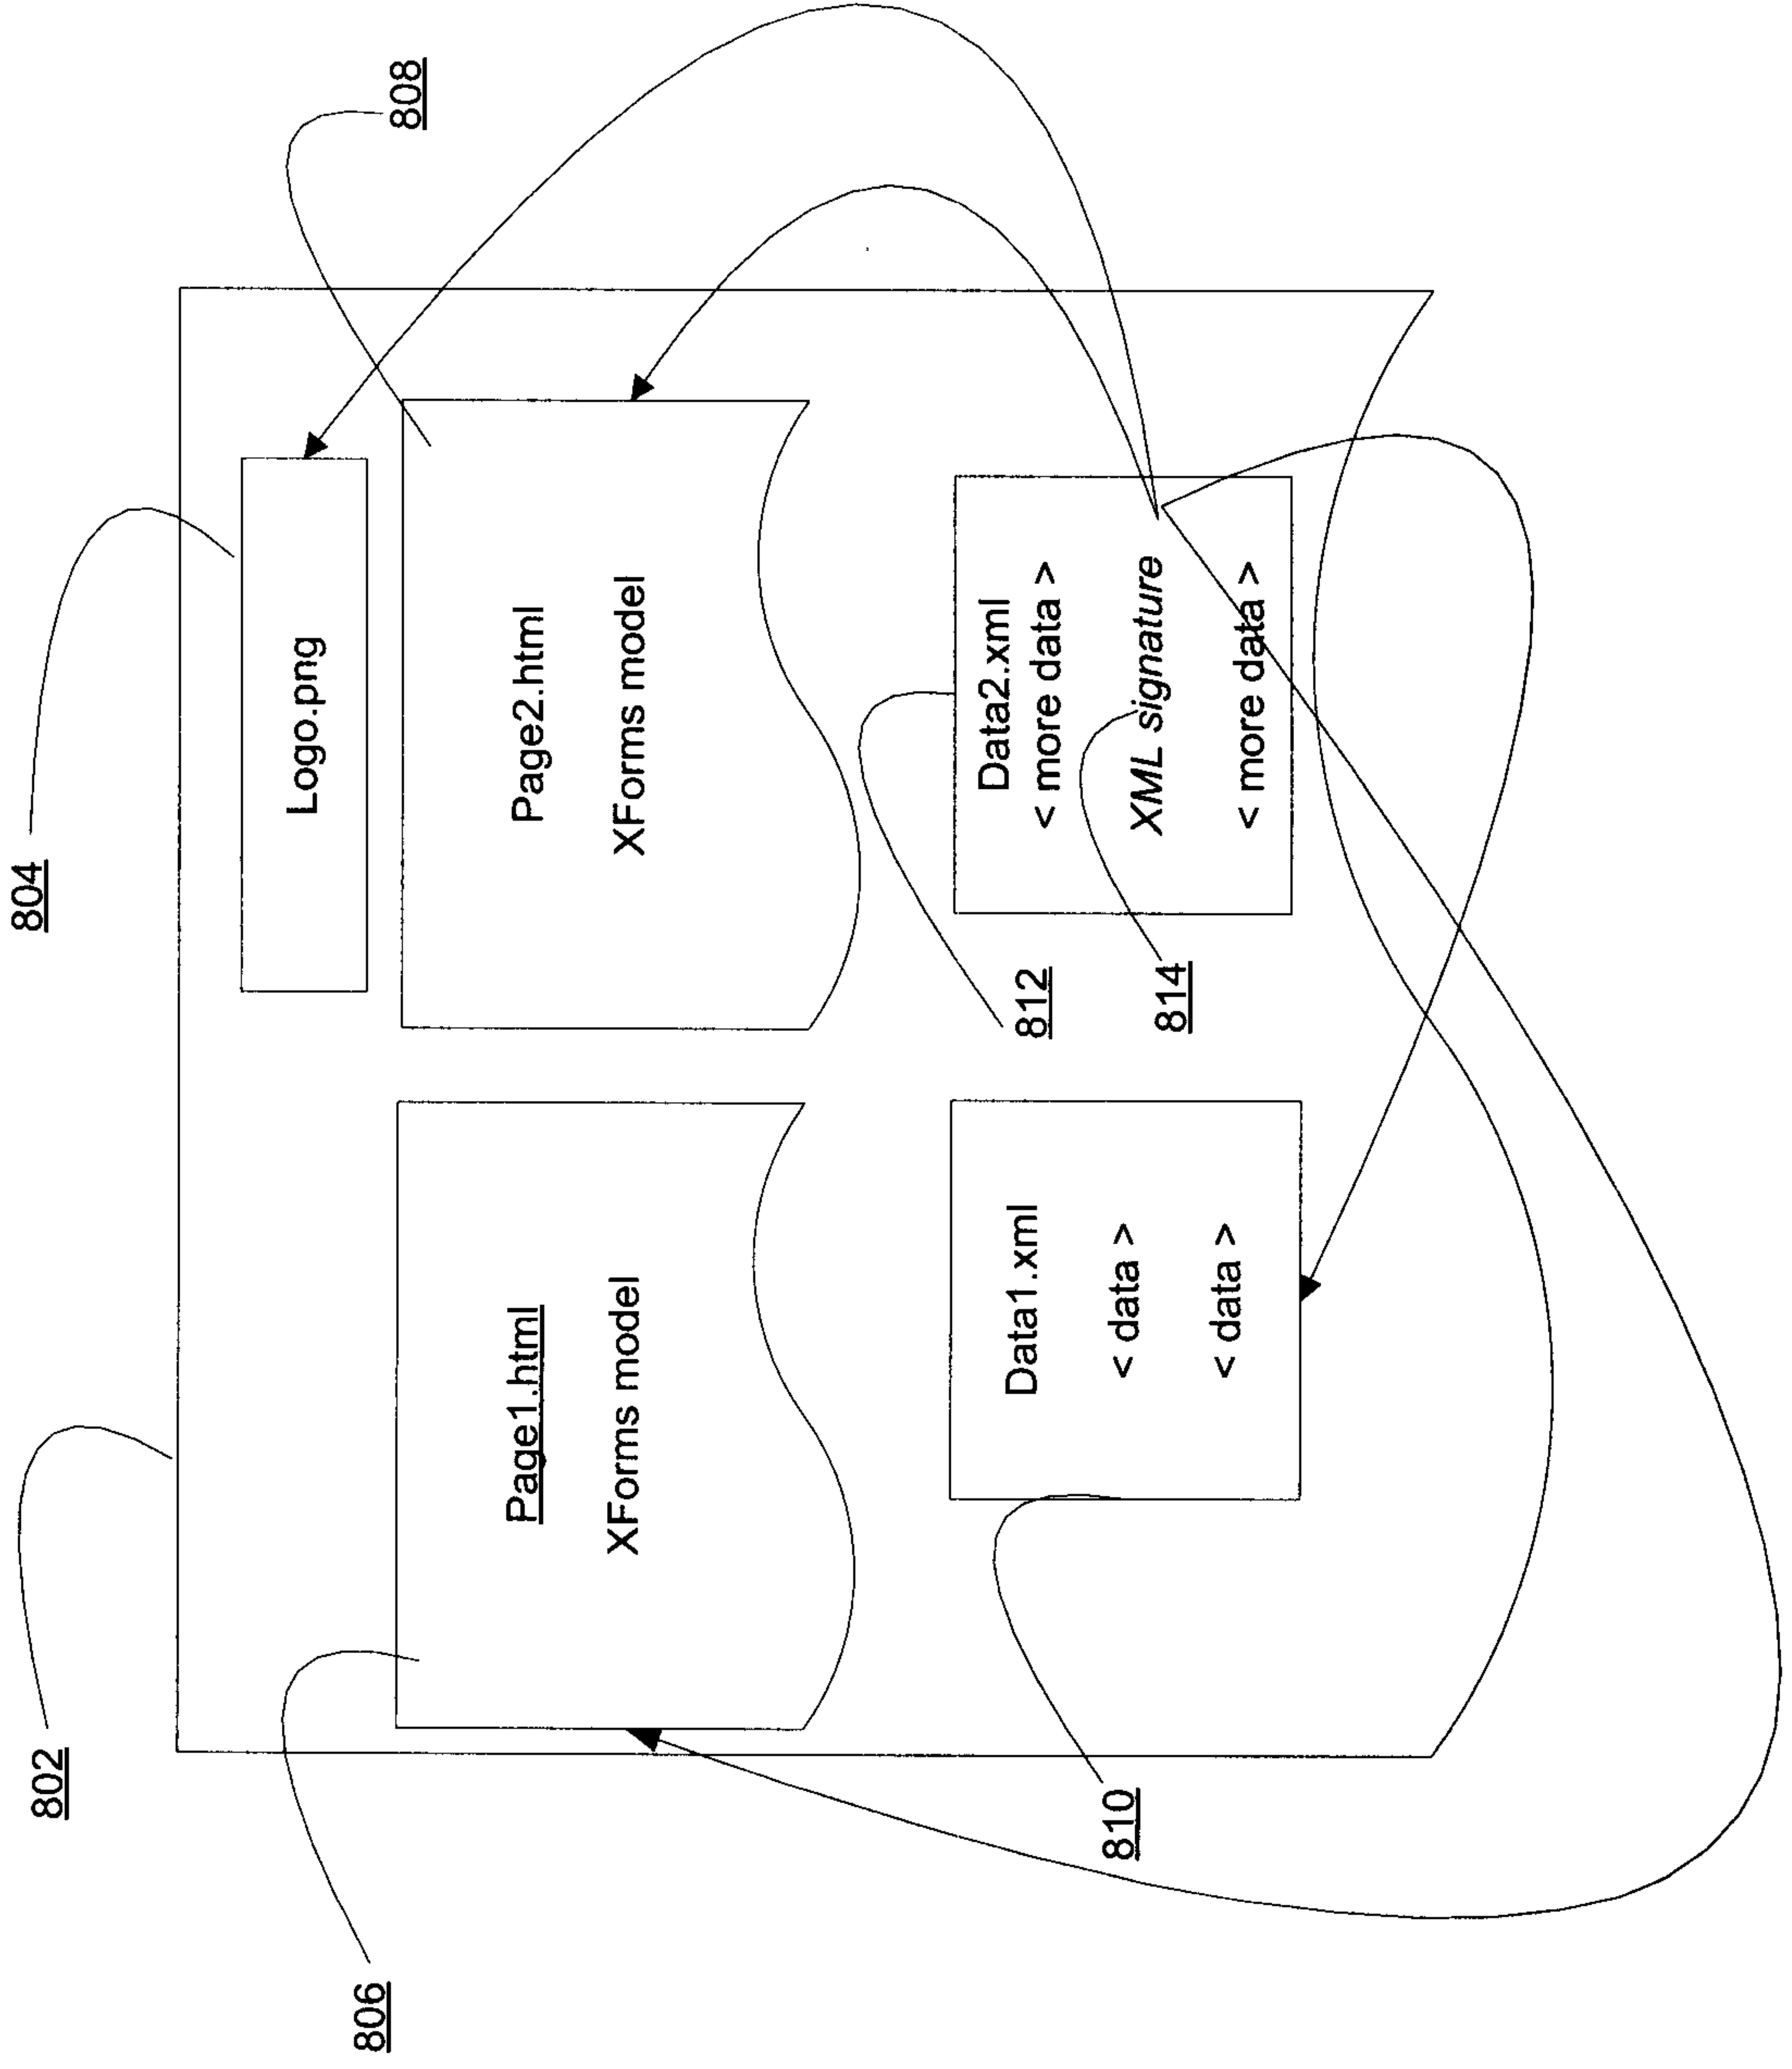 802
804
Logo.png
806
808
Page1.html
XForms model
Page2.html
XForms model
810
Data1.xml
< data >
< data >
812
Data2.xml
< more data >
814
XML signature
< more data >